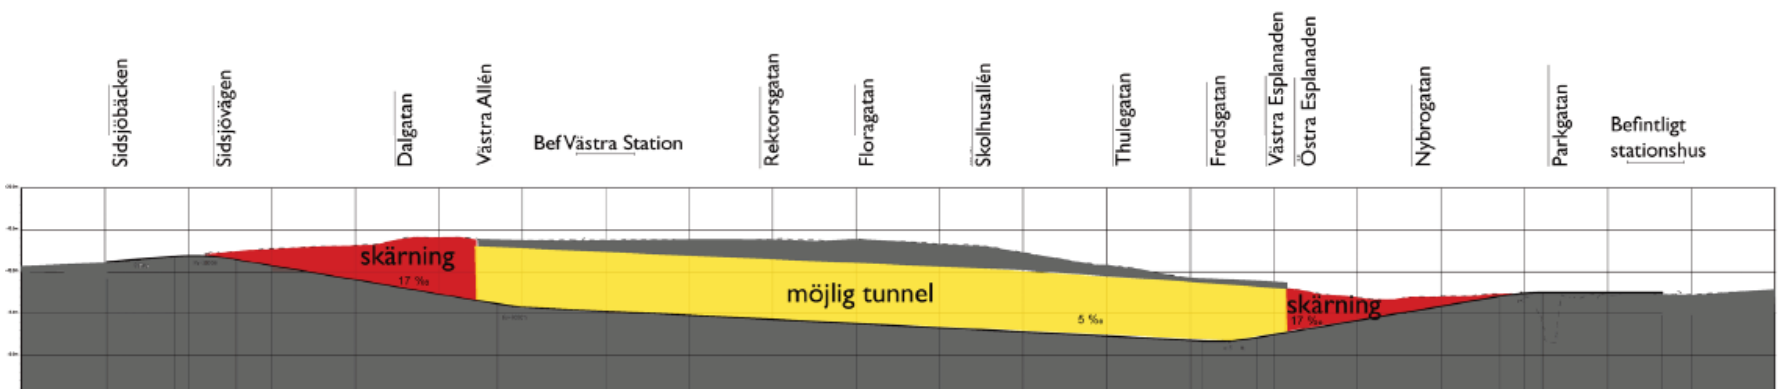 Sidsjöbäcken
Sidsjövägen
Dalgatan
Västra Allén
Bef Västra Station
Rektorsgatan
Floragatan
Skolhusallén
Thulegatan
Fredsgatan
Västra Esplanaden
Östra Esplanaden
Nybrogatan
Parkgatan
Befintligt
stationshus
skärning
17 ‰
möjlig tunnel
5 ‰
skärning
17 ‰